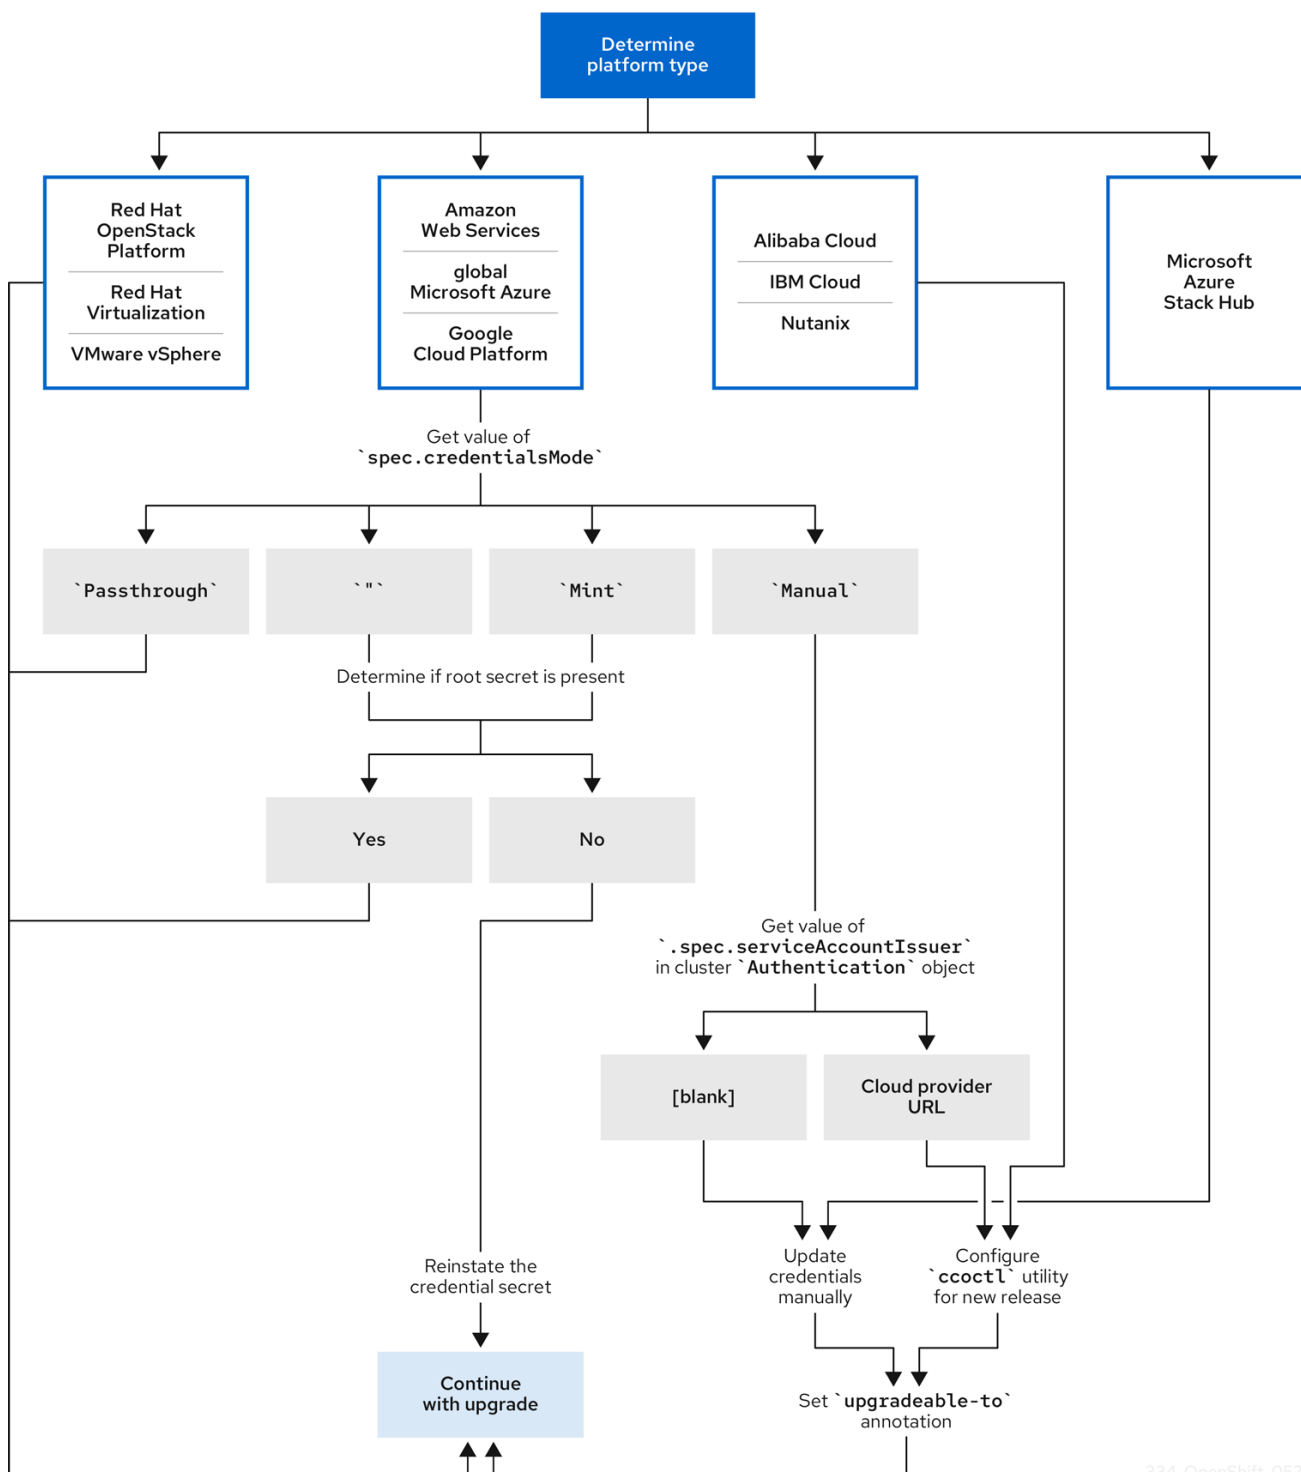 Determine
platform type
Red Hat
OpenStack
Platform
Red Hat
Virtualization
VMware vSphere
Amazon
Web Services
global
Microsoft Azure
Google
Cloud Platform
Alibaba Cloud
IBM Cloud
Nutanix
Microsoft
Azure
Stack Hub
Get value of
`spec.credentialsMode`
`Passthrough`
`"`
`Mint`
`Manual`
Determine if root secret is present
Yes
No
Get value of
`.spec.serviceAccountIssuer`
in cluster `Authentication` object
[blank]
Cloud provider
URL
Reinstate the
credential secret
Update
credentials
manually
Configure
`ccoctl` utility
for new release
Continue
with upgrade
Set `upgradeable-to`
annotation